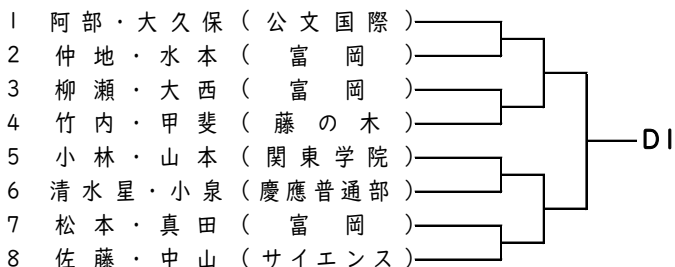 1 阿部・大久保(公文国際)
2 仲地・水本(富岡)
3 柳瀬・大西(富岡)
4 竹内・甲斐(藤の木)
D1
5 小林・山本(関東学院)
6 清水星・小泉(慶應普通部)
7 松本・真田(富岡)
8 佐藤・中山(サイエンス)